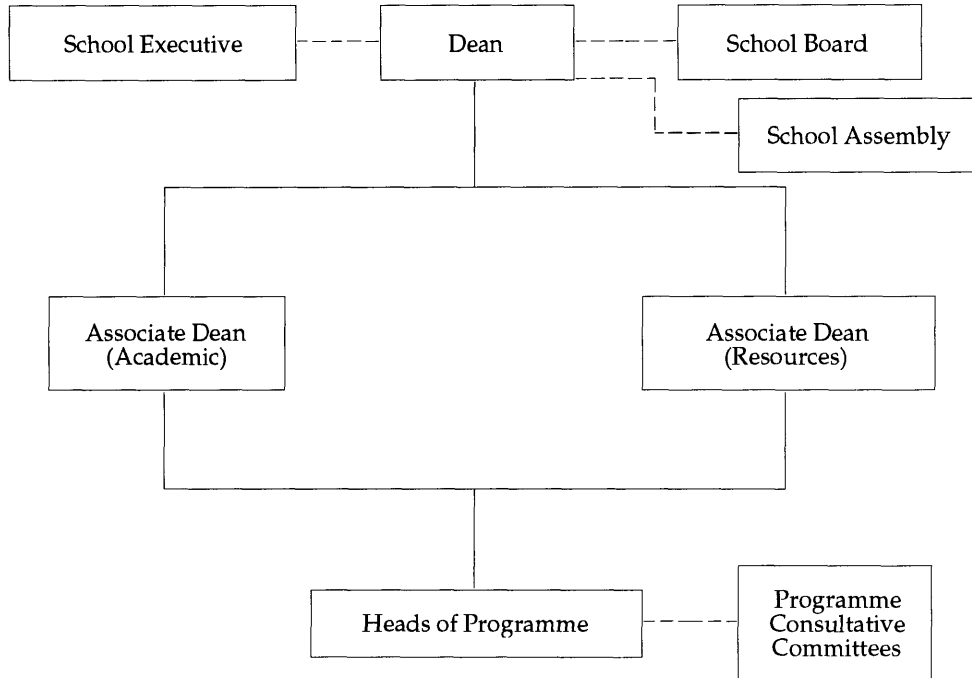 School Executive
Dean
School Board
School Assembly
Associate Dean
(Academic)
Associate Dean
(Resources)
Heads of Programme
Programme
Consultative
Committees